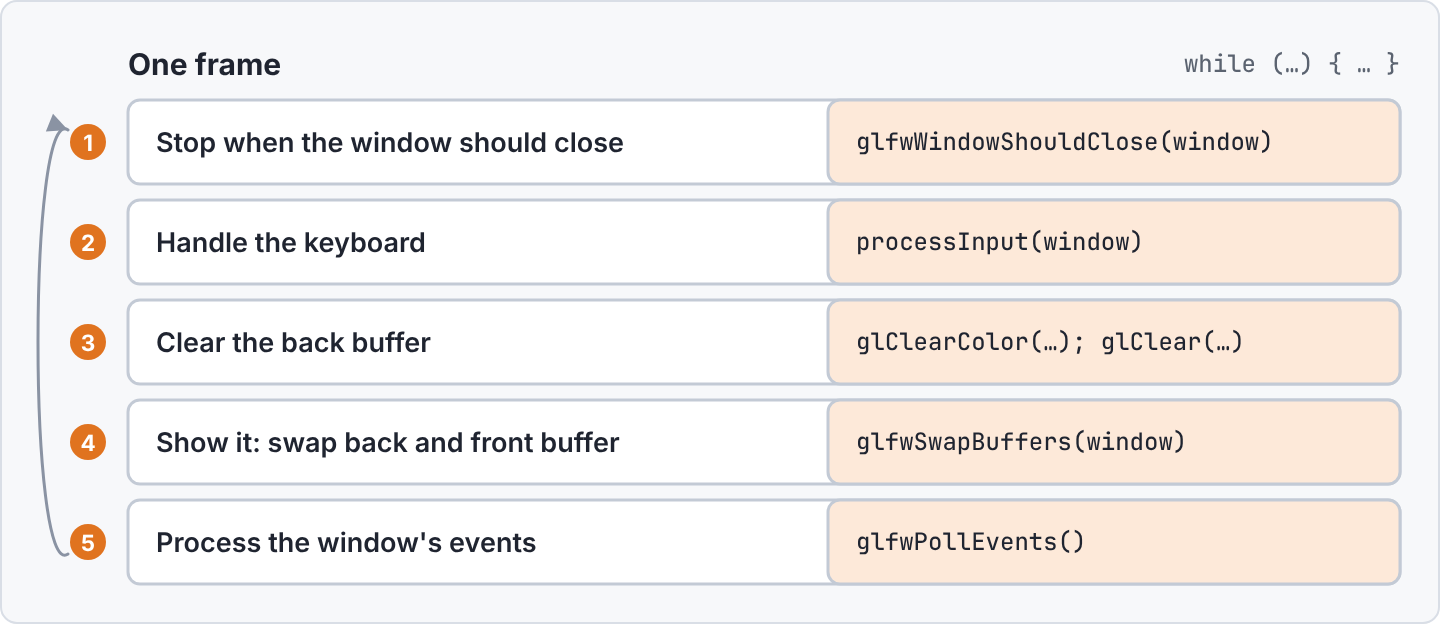 One frame
while (…) { … }
1 Stop when the window should close glfwWindowShouldClose(window)
2 Handle the keyboard processInput(window)
3 Clear the back buffer glClearColor(…); glClear(…)
4 Show it: swap back and front buffer glfwSwapBuffers(window)
5 Process the window's events glfwPollEvents()